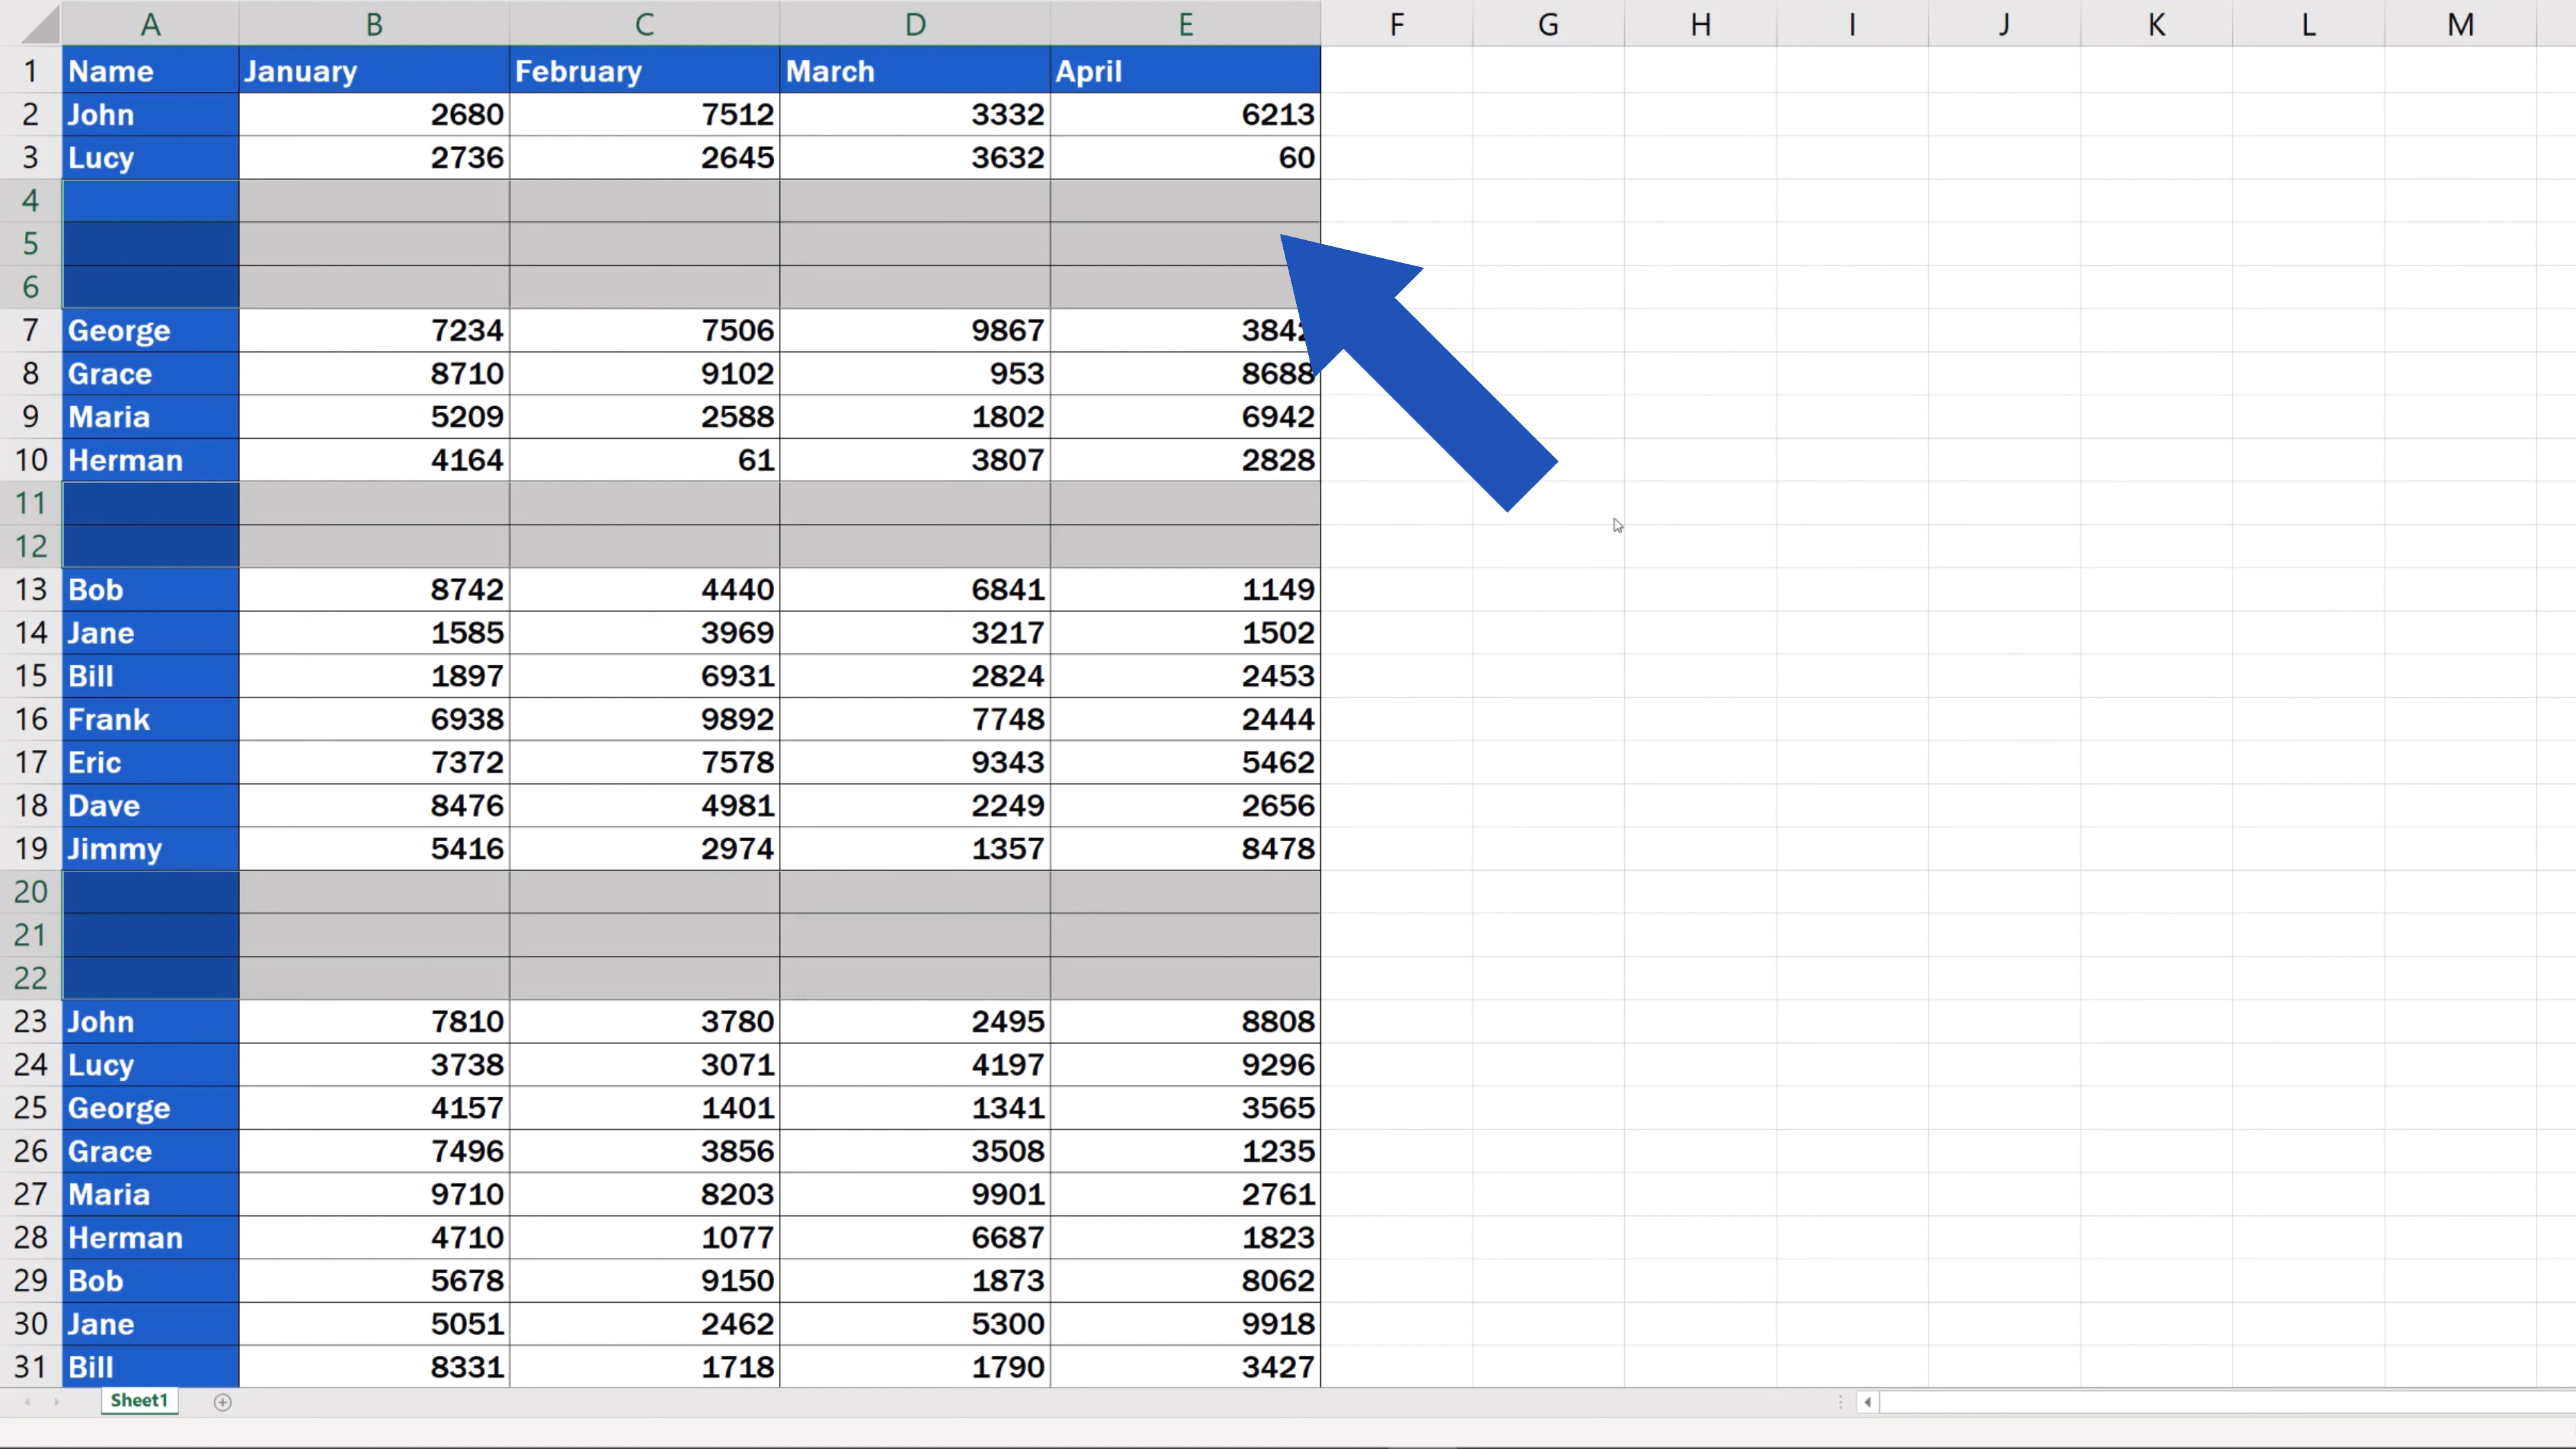 A B C D E F G H I J K L M
1 Name January February March April
2 John 2680 7512 3332 6213
3 Lucy 2736 2645 3632 60
4
5
6
7 George 7234 7506 9867 3842
8 Grace 8710 9102 953 8688
9 Maria 5209 2588 1802 6942
10 Herman 4164 61 3807 2828
11
12
13 Bob 8742 4440 6841 1149
14 Jane 1585 3969 3217 1502
15 Bill 1897 6931 2824 2453
16 Frank 6938 9892 7748 2444
17 Eric 7372 7578 9343 5462
18 Dave 8476 4981 2249 2656
19 Jimmy 5416 2974 1357 8478
20
21
22
23 John 7810 3780 2495 8808
24 Lucy 3738 3071 4197 9296
25 George 4157 1401 1341 3565
26 Grace 7496 3856 3508 1235
27 Maria 9710 8203 9901 2761
28 Herman 4710 1077 6687 1823
29 Bob 5678 9150 1873 8062
30 Jane 5051 2462 5300 9918
31 Bill 8331 1718 1790 3427
Sheet1